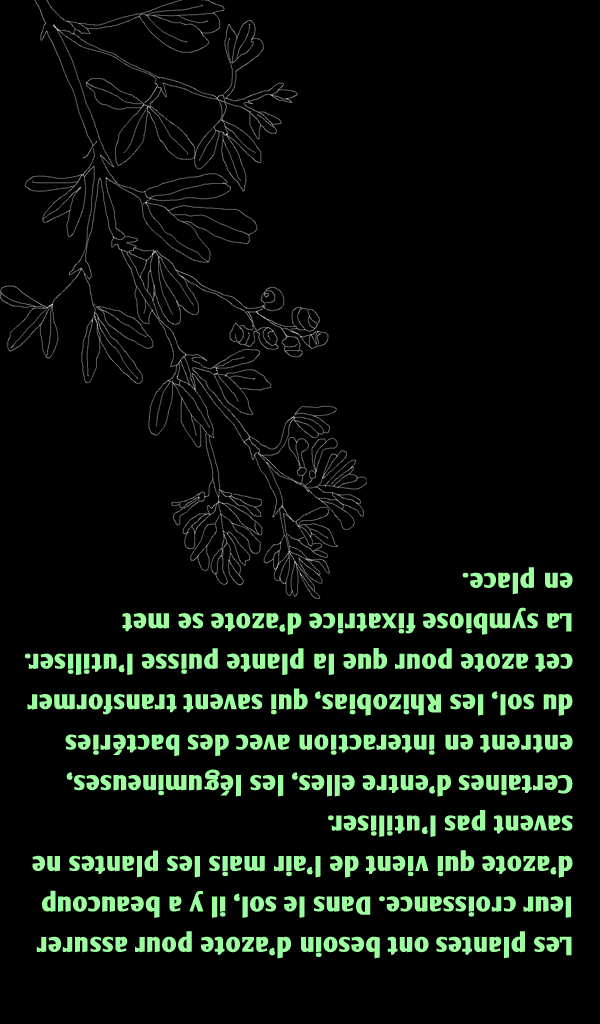 Les plantes ont besoin d'azote pour assurer
leur croissance. Dans le sol, il y a beaucoup
d'azote qui vient de l'air mais les plantes ne
savent pas l'utiliser.
Certaines d'entre elles, les légumineuses,
entrent en interaction avec des bactéries
du sol, les Rhizobias, qui savent transformer
cet azote pour que la plante puisse l'utiliser.
La symbiose fixatrice d'azote se met
en place.